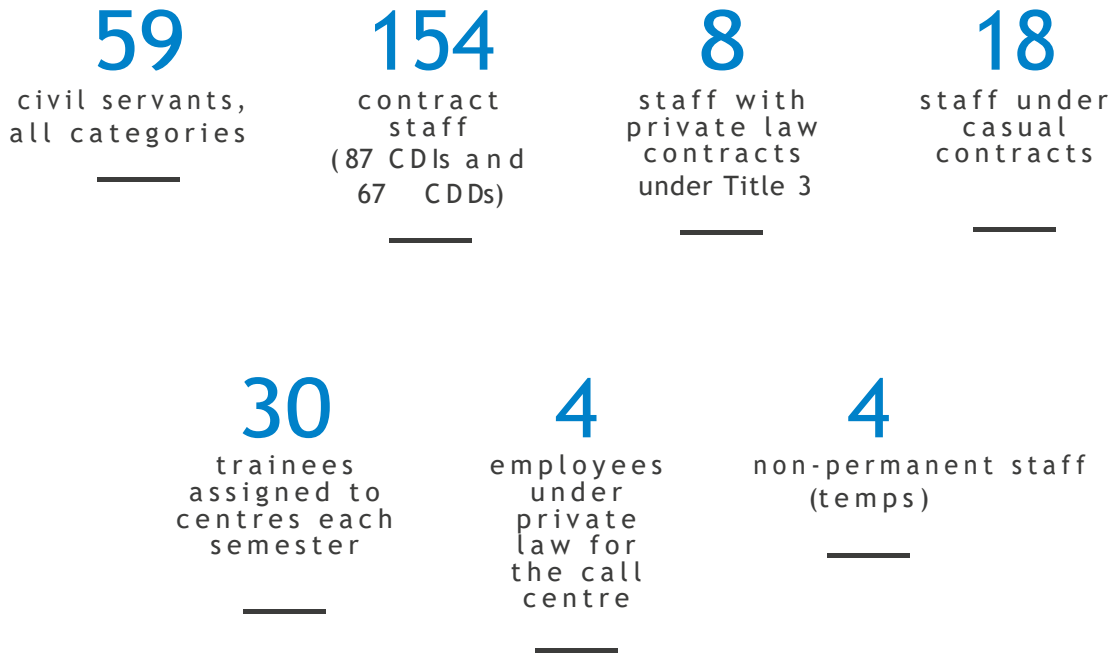 59
civil servants,
all categories
154
contract
staff
(87 CDIs and
67 CDDs)
8
staff with
private law
contracts
under Title 3
18
staff under
casual
contracts
30
trainees
assigned to
centres each
semester
4
employees
under
private
law for
the call
centre
4
non-permanent staff
(temps)